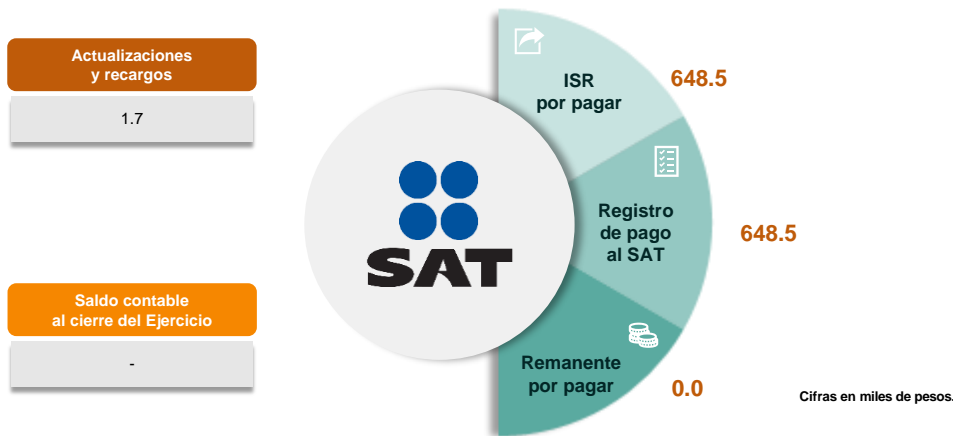 Actualizaciones
y recargos
1.7
Saldo contable
al cierre del Ejercicio
-
SAT
ISR
por pagar
648.5
Registro
de pago
al SAT
648.5
Remanente
por pagar
0.0
Cifras en miles de pesos.